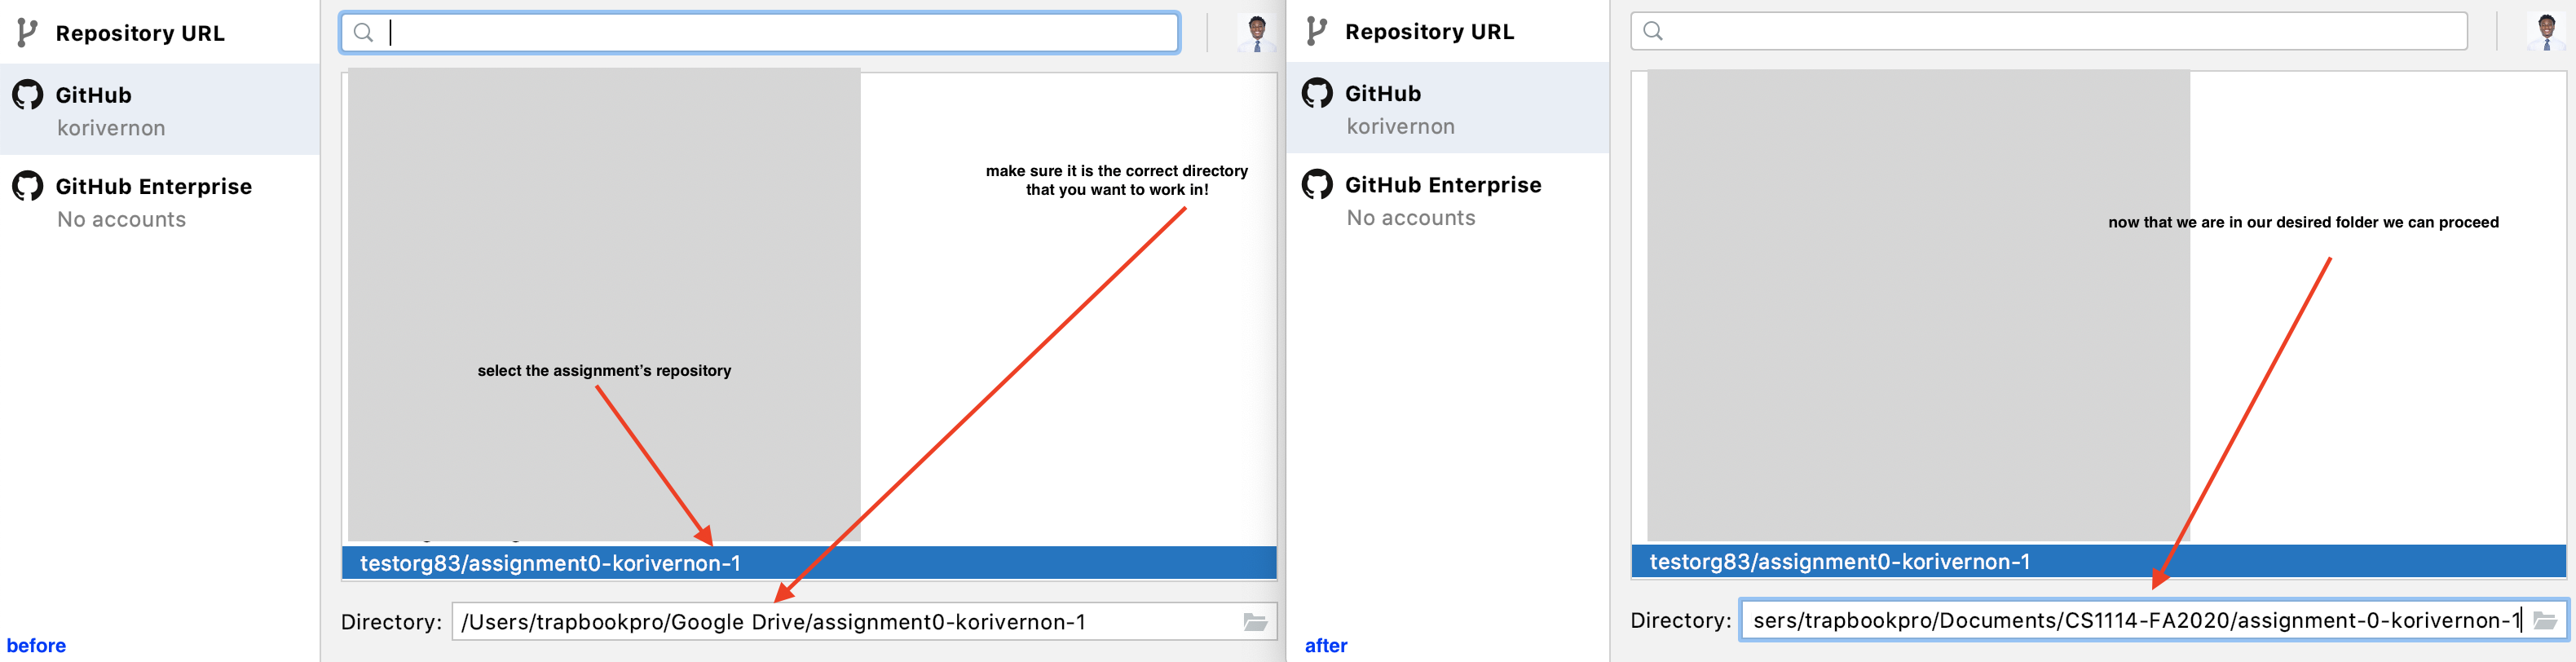 Repository URL
GitHub
korivernon
GitHub Enterprise
No accounts
make sure it is the correct directory
that you want to work in!
select the assignment’s repository
testorg83/assignment0-korivernon-1
Directory: /Users/trapbookpro/Google Drive/assignment0-korivernon-1
before
Repository URL
GitHub
korivernon
GitHub Enterprise
No accounts
now that we are in our desired folder we can proceed
testorg83/assignment0-korivernon-1
Directory: sers/trapbookpro/Documents/CS1114-FA2020/assignment-0-korivernon-1
after